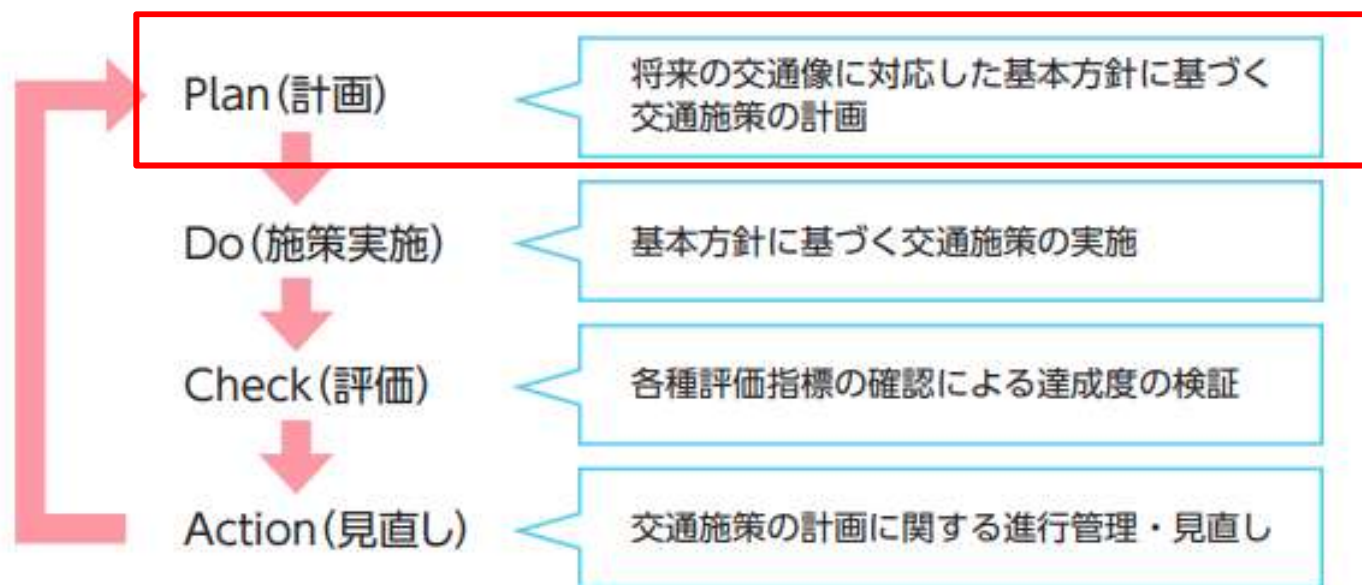 Plan(計画)
将来の交通像に対応した基本方針に基づく
交通施策の計画
Do(施策実施)
基本方針に基づく交通施策の実施
Check(評価)
各種評価指標の確認による達成度の検証
Action(見直し)
交通施策の計画に関する進行管理・見直し